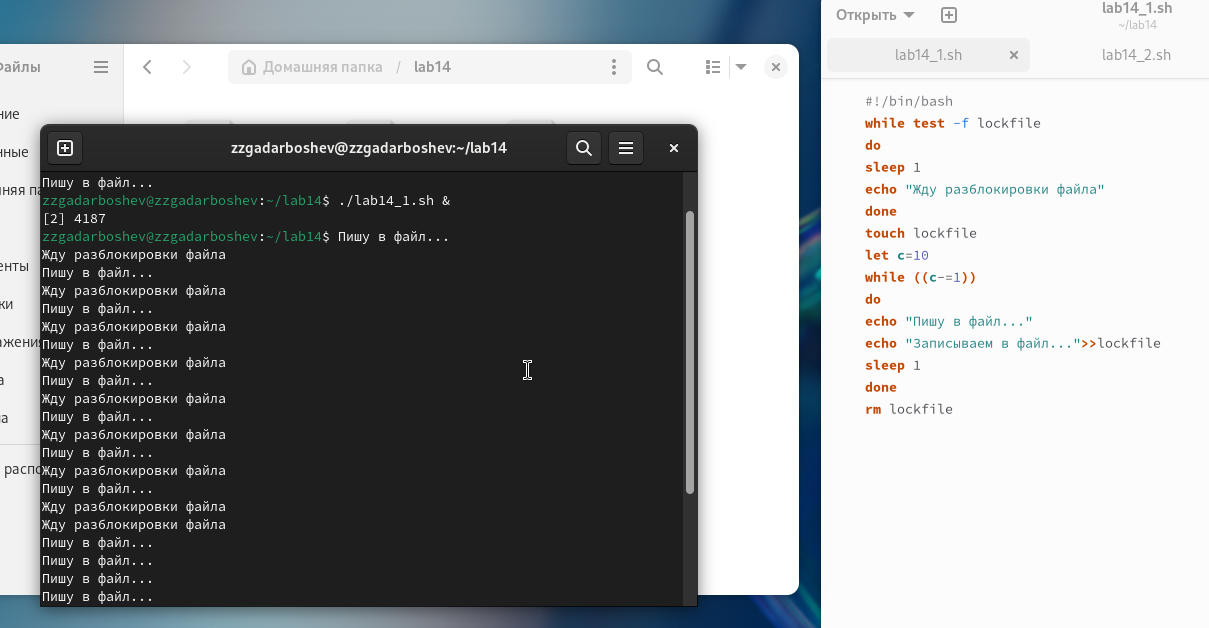 Файлы
Домашняя папка / lab14
ние
нные
няя па
енты
ки
ажения
а
ла
распо
zzgadarboshev@zzgadarboshev:~/lab14
Пишу в файл...
zzgadarboshev@zzgadarboshev:~/lab14$ ./lab14_1.sh &
[2] 4187
zzgadarboshev@zzgadarboshev:~/lab14$ Пишу в файл...
Жду разблокировки файла
Пишу в файл...
Жду разблокировки файла
Пишу в файл...
Жду разблокировки файла
Пишу в файл...
Жду разблокировки файла
Пишу в файл...
Жду разблокировки файла
Пишу в файл...
Жду разблокировки файла
Пишу в файл...
Жду разблокировки файла
Пишу в файл...
Жду разблокировки файла
Жду разблокировки файла
Пишу в файл...
Пишу в файл...
Пишу в файл...
Пишу в файл...
Открыть
lab14_1.sh
~/lab14
lab14_1.sh
lab14_2.sh
#!/bin/bash
while test -f lockfile
do
sleep 1
echo "Жду разблокировки файла"
done
touch lockfile
let c=10
while ((c-=1))
do
echo "Пишу в файл..."
echo "Записываем в файл...">>lockfile
sleep 1
done
rm lockfile